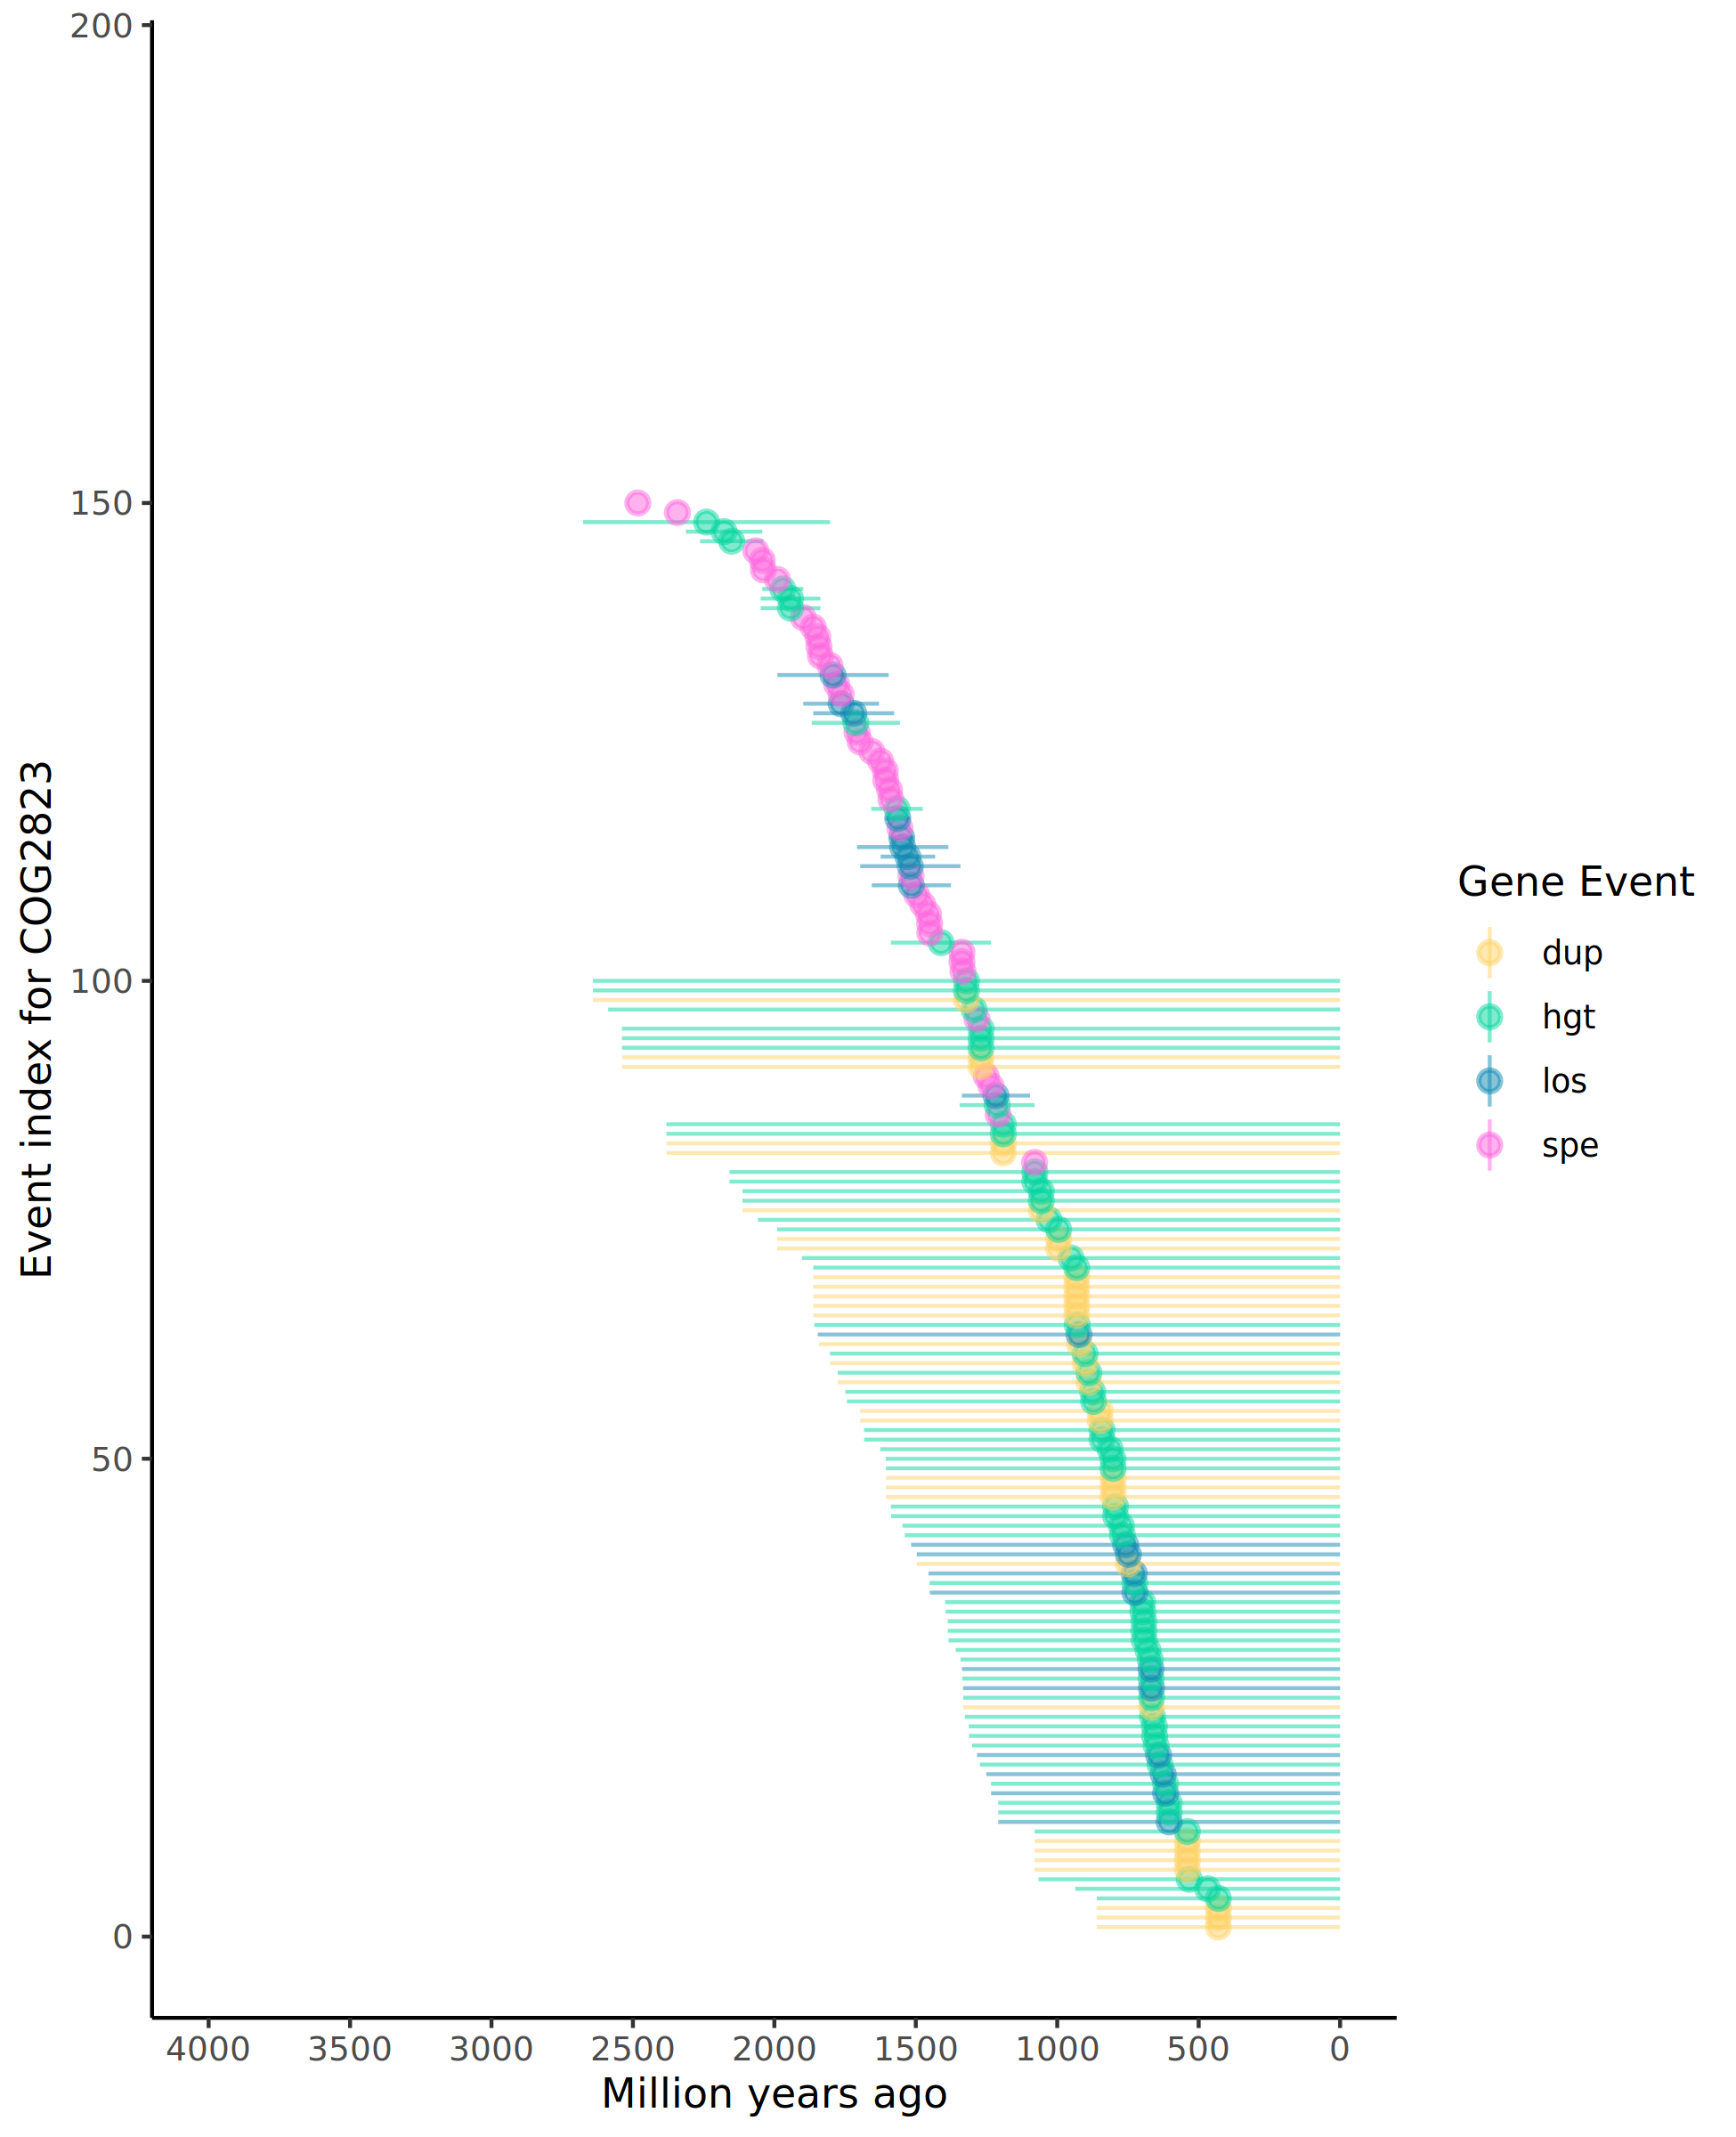 200
150
100
50
0
Event index for COG2823
4000 3500 3000 2500 2000 1500 1000 500 0
Million years ago
Gene Event
dup
hgt
los
spe